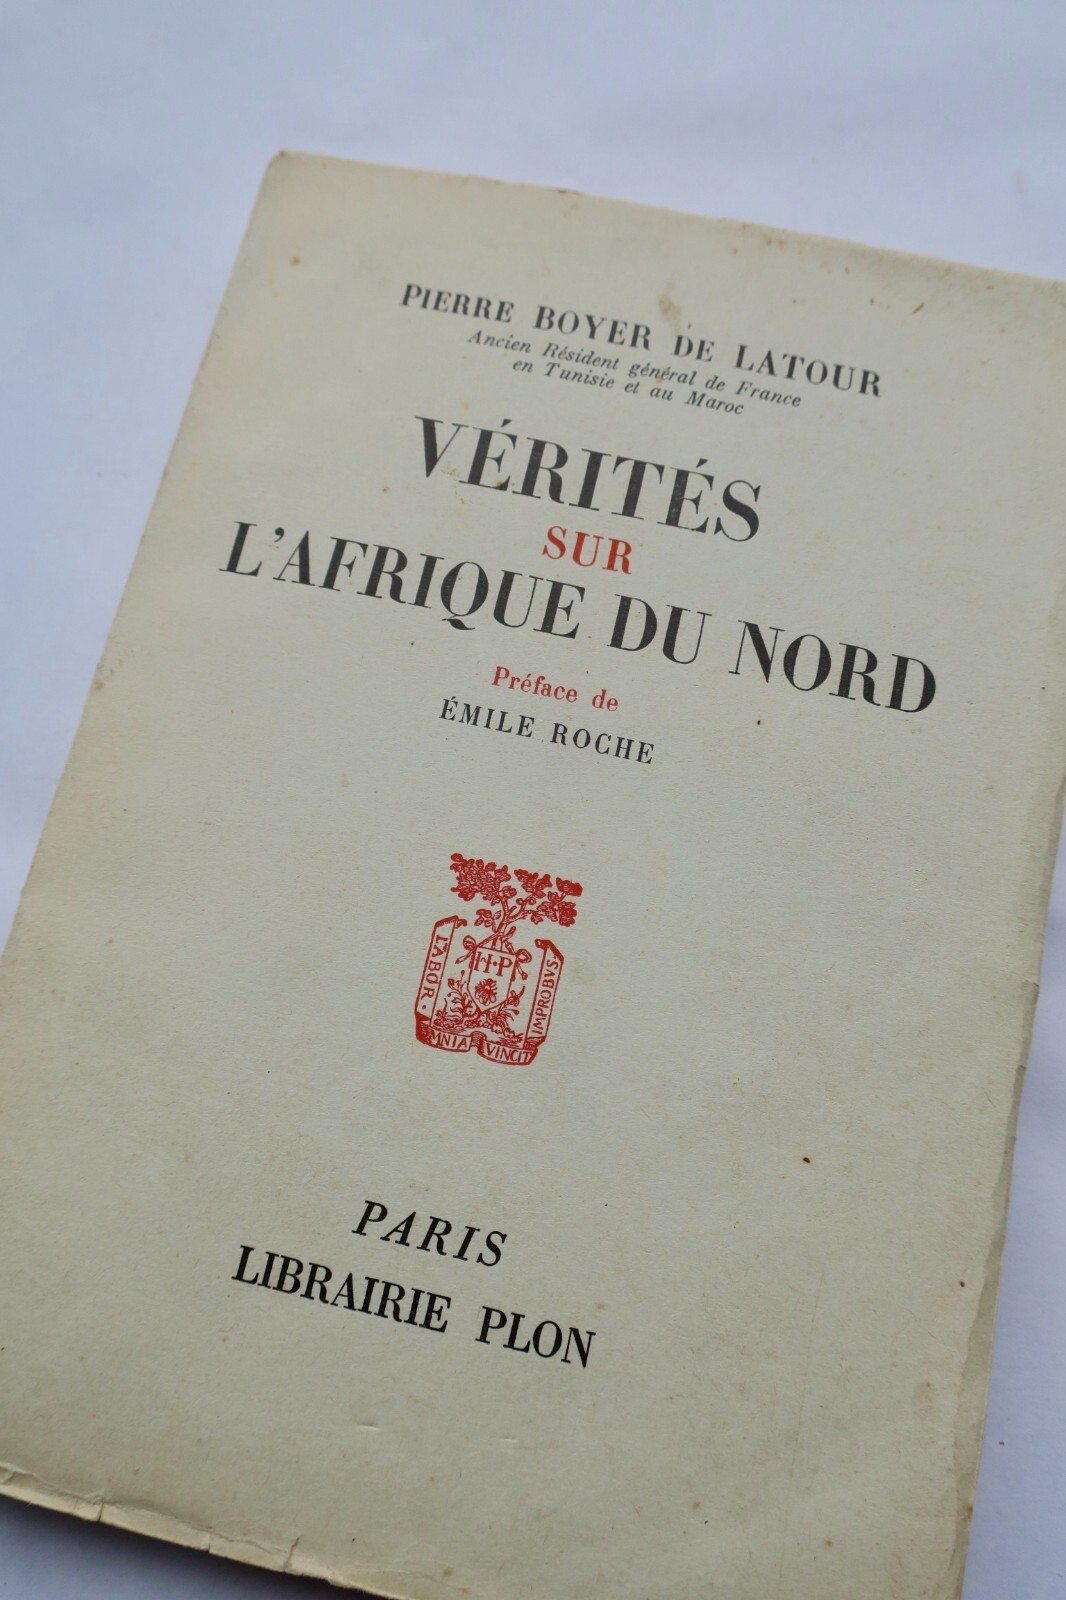 PIERRE BOYER DE LATOUR
Ancien Résident général de France
en Tunisie et au Maroc
VÉRITÉS
SUR
L'AFRIQUE DU NORD
Préface de
ÉMILE ROCHE
H·P
LABOR·
OMNIA VINCIT
IMPROBVS·
PARIS
LIBRAIRIE PLON